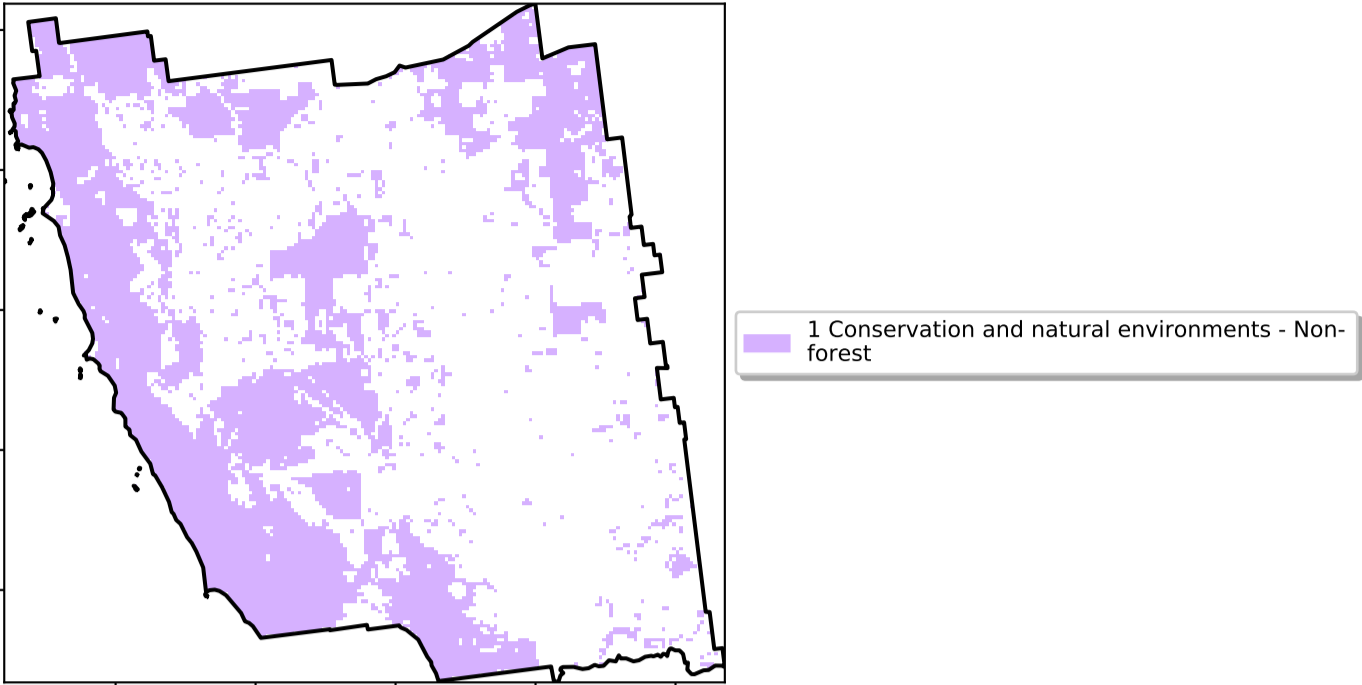 1 Conservation and natural environments - Non-
forest